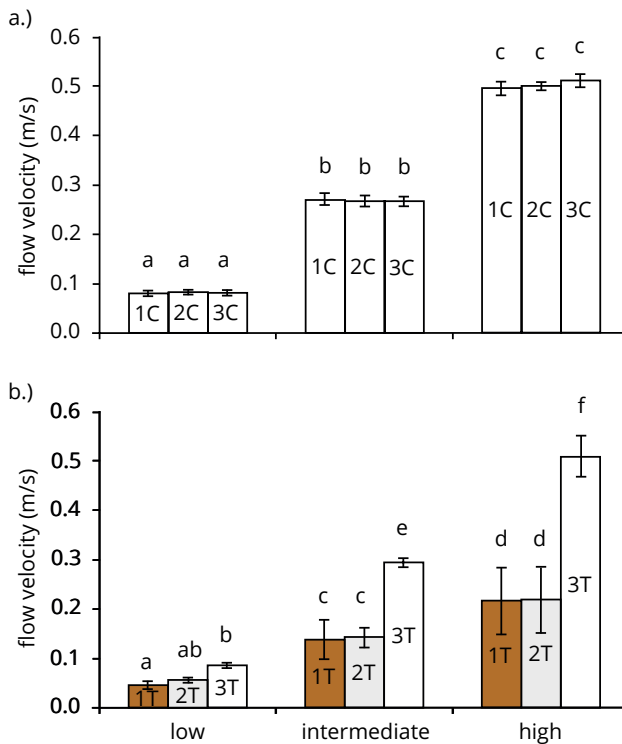 a.)
flow velocity (m/s)
0.6
0.5
0.4
0.3
0.2
0.1
0.0
a a a
b b b
c c c
1C 2C 3C
1C 2C 3C
1C 2C 3C
b.)
flow velocity (m/s)
0.6
0.5
0.4
0.3
0.2
0.1
0.0
a ab b
c c e
d d f
1T 2T 3T
1T 2T 3T
1T 2T 3T
low intermediate high